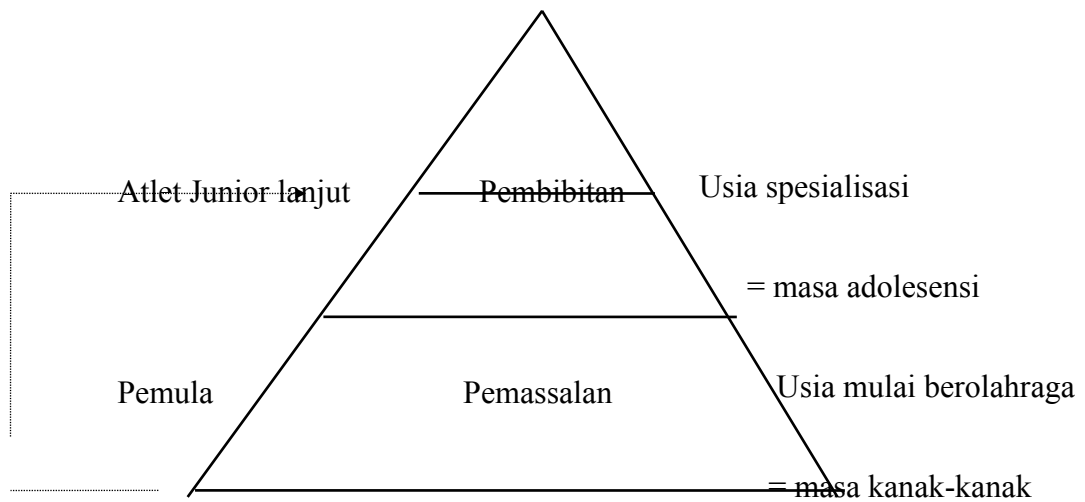 Atlet Junior lanjut Pembibitan Usia spesialisasi
= masa adolesensi
Pemula Pemassalan Usia mulai berolahraga
= masa kanak-kanak